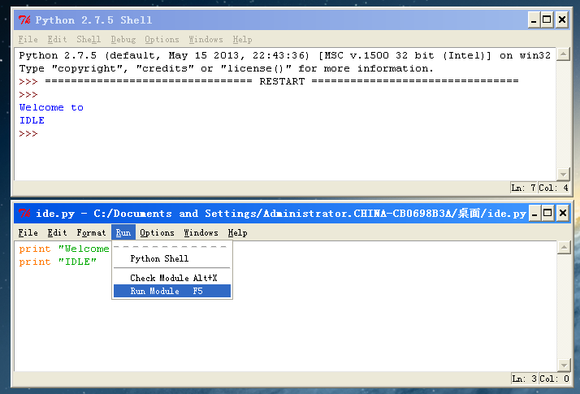 Python 2.7.5 Shell
File Edit Shell Debug Options Windows Help
Python 2.7.5 (default, May 15 2013, 22:43:36) [MSC v.1500 32 bit (Intel)] on win32
Type "copyright", "credits" or "license()" for more information.
>>> ================================ RESTART ================================
>>>
Welcome to
IDLE
>>>
Ln: 7 Col: 4
ide.py - C:/Documents and Settings/Administrator.CHINA-CB0698B3A/桌面/ide.py
File Edit Format Run Options Windows Help
print "Welcome
print "IDLE"
Python Shell
Check Module Alt+X
Run Module F5
Ln: 3 Col: 0